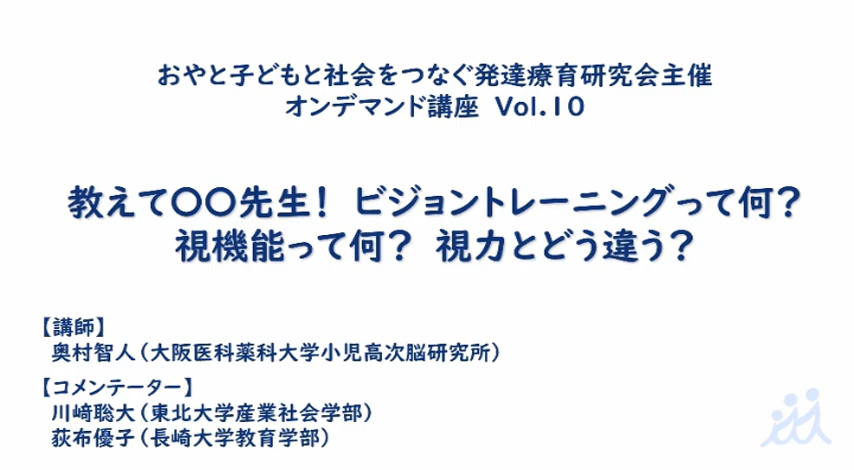 おやと子どもと社会をつなぐ発達療育研究会主催
オンデマンド講座 Vol.10
教えて〇〇先生! ビジョントレーニングって何?
視機能って何? 視力とどう違う?
【講師】
奥村智人(大阪医科薬科大学小児高次脳研究所)
【コメンテーター】
川﨑聡大(東北大学産業社会学部)
荻布優子(長崎大学教育学部)